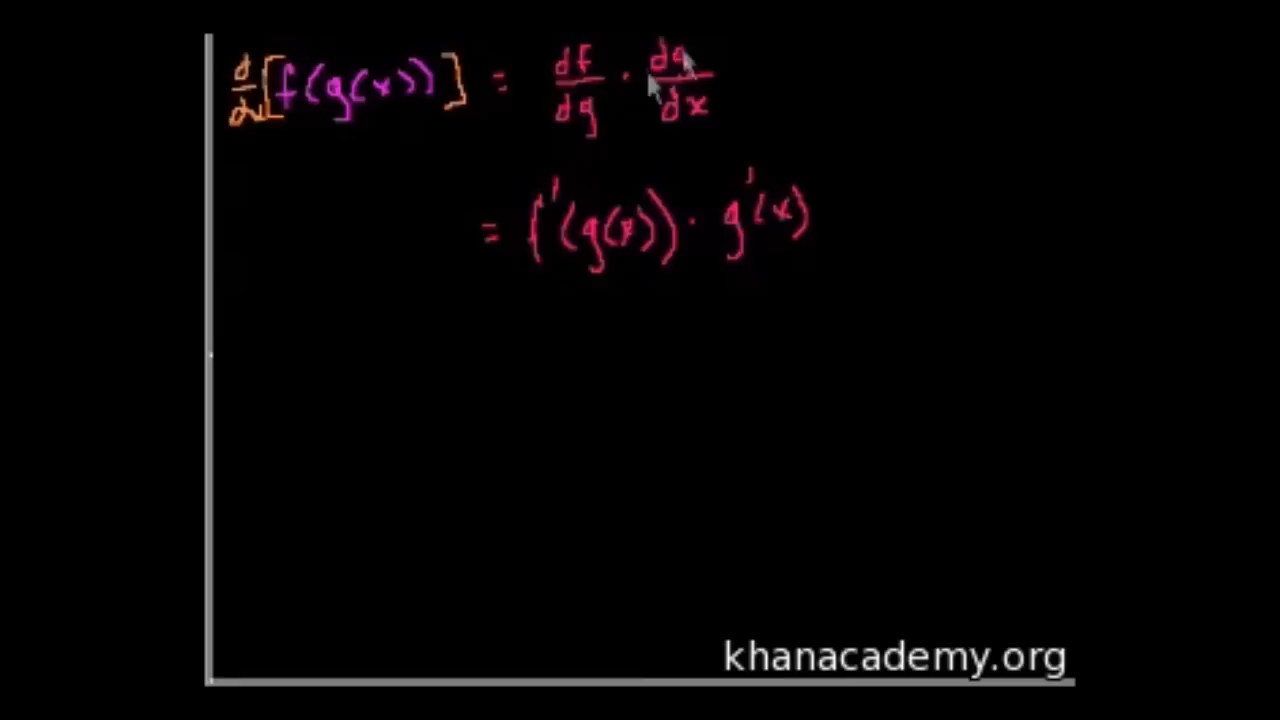 d/dx [f(g(x))] = df/dg · dg/dx
= f'(g(x)) · g'(x)
khanacademy.org